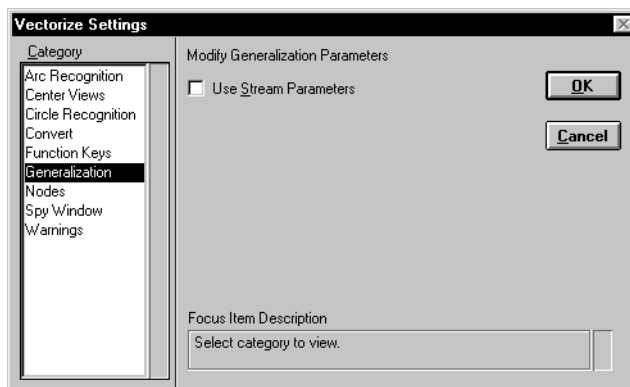 Vectorize Settings
Category
Arc Recognition
Center Views
Circle Recognition
Convert
Function Keys
Generalization
Nodes
Spy Window
Warnings
Modify Generalization Parameters
Use Stream Parameters
OK
Cancel
Focus Item Description
Select category to view.